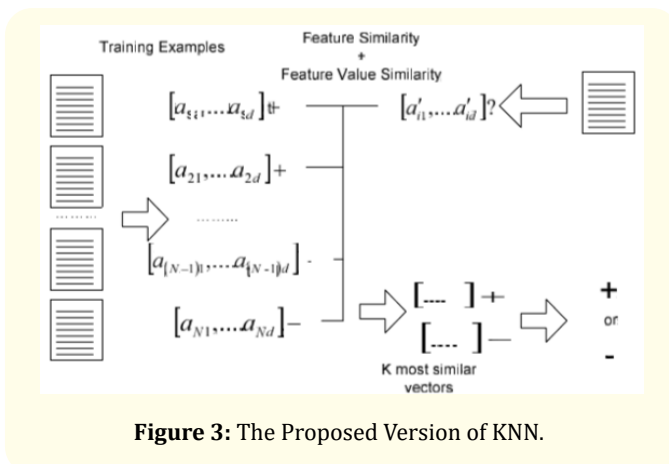 Training Examples
Feature Similarity
+
Feature Value Similarity
[a₁₁,...a₁d]+
[a'ᵢ₁,...a'ᵢd]?
[a₂₁,...a₂d]+
.........
.........
[a₍N−1₎₁,...a₍N−1₎d] -
[aN₁,...aNd]−
[.... ]+
[.... ]−
K most similar
vectors
+
or
-
Figure 3: The Proposed Version of KNN.